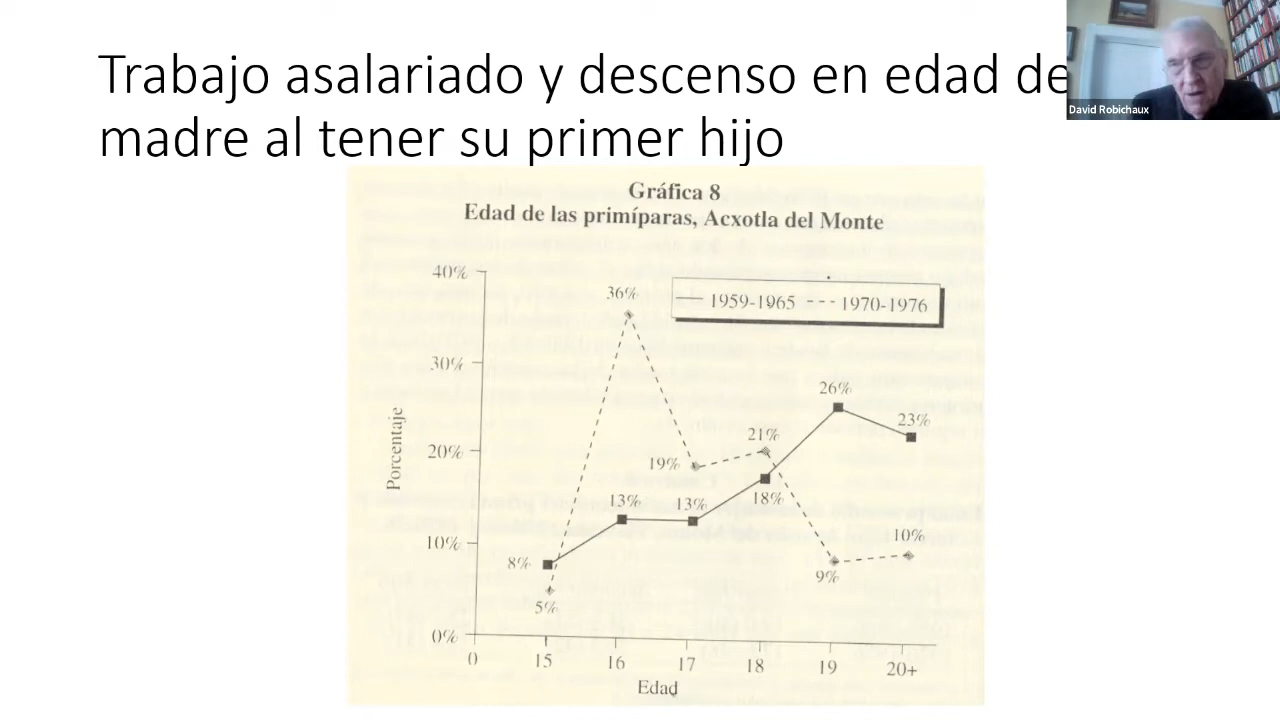 Trabajo asalariado y descenso en edad de
madre al tener su primer hijo
David Robichaux
Gráfica 8
Edad de las primíparas, Acxotla del Monte
40%
30%
20%
10%
0%
Porcentaje
1959-1965 1970-1976
36%
26%
23%
21%
19%
13%
13%
18%
8%
5%
9%
10%
0 15 16 17 18 19 20+
Edad